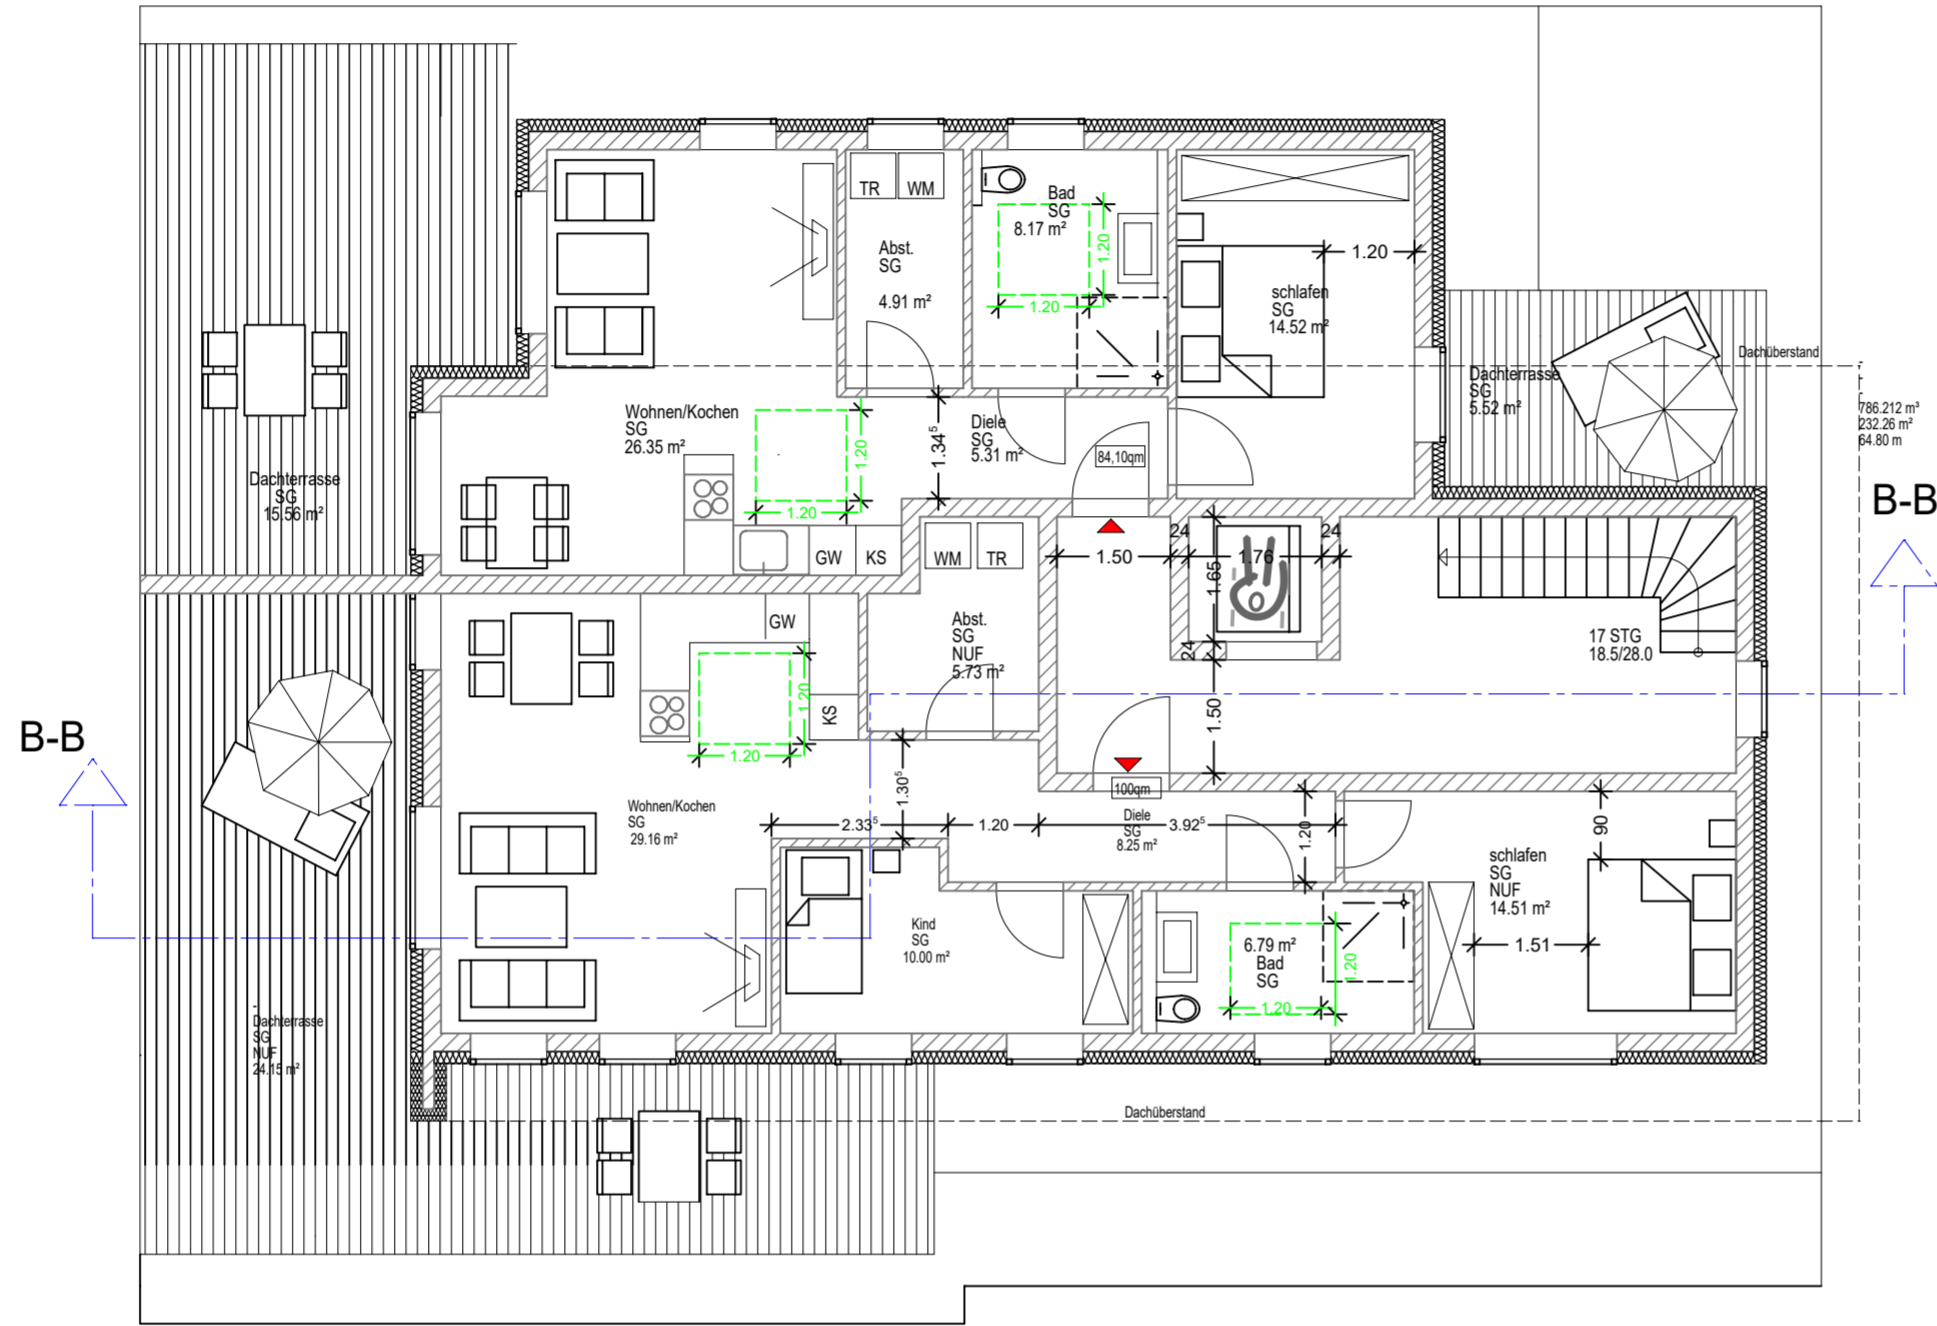 TR
WM
Bad
SG
8.17 m²
1.20
1.20
Abst.
SG
4.91 m²
1.20
schlafen
SG
14.52 m²
Dachüberstand
Dachterrasse
SG
5.52 m²
786.212 m³
232.26 m²
64.80 m
Wohnen/Kochen
SG
26.35 m²
1.20
1.20
1.34⁵
Diele
SG
5.31 m²
84,10qm
Dachterrasse
SG
15.56 m²
B-B
GW
KS
WM
TR
1.50
24
1.76
24
1.65
24
17 STG
18.5/28.0
GW
Abst.
SG
NUF
5.73 m²
1.20
1.20
KS
1.50
B-B
1.30⁵
100qm
Wohnen/Kochen
SG
29.16 m²
2.33⁵
1.20
Diele
SG
8.25 m²
3.92⁵
1.20
90
schlafen
SG
NUF
14.51 m²
1.51
Kind
SG
10.00 m²
6.79 m²
Bad
SG
1.20
1.20
Dachterrasse
SG
NUF
24.15 m²
Dachüberstand